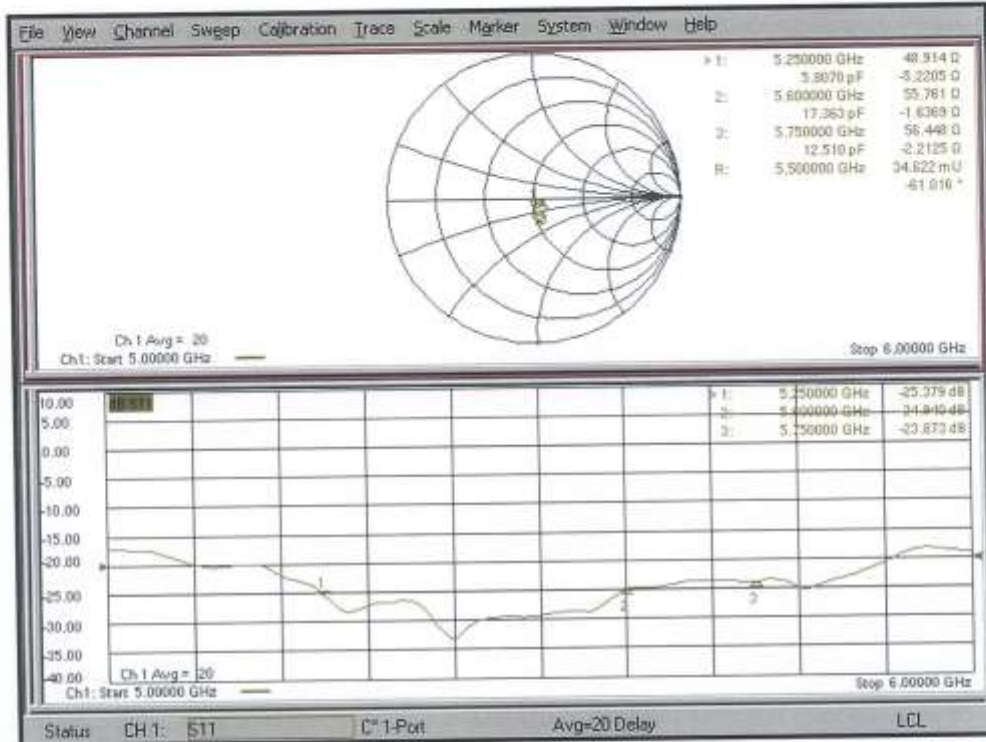 File View Channel Sweep Calibration Trace Scale Marker System Window Help
> 1: 5.250000 GHz 48.914 Ω
5.8070 pF -5.2205 Ω
2: 5.600000 GHz 55.761 Ω
17.363 pF -1.6369 Ω
3: 5.750000 GHz 56.448 Ω
12.510 pF -2.2125 Ω
R: 5.500000 GHz 34.622 mU
-61.016 °
Ch 1 Avg = 20
Ch1: Start 5.00000 GHz
Stop 6.00000 GHz
10.00 dB S11
5.00
0.00
-5.00
-10.00
-15.00
-20.00
-25.00
-30.00
-35.00
-40.00
> 1: 5.250000 GHz -25.379 dB
2: 5.600000 GHz
3: 5.750000 GHz -23.873 dB
1
2
3
Ch 1 Avg = 20
Ch1: Start 5.00000 GHz
Stop 6.00000 GHz
Status CH 1: S11 C* 1-Port Avg=20 Delay LCL